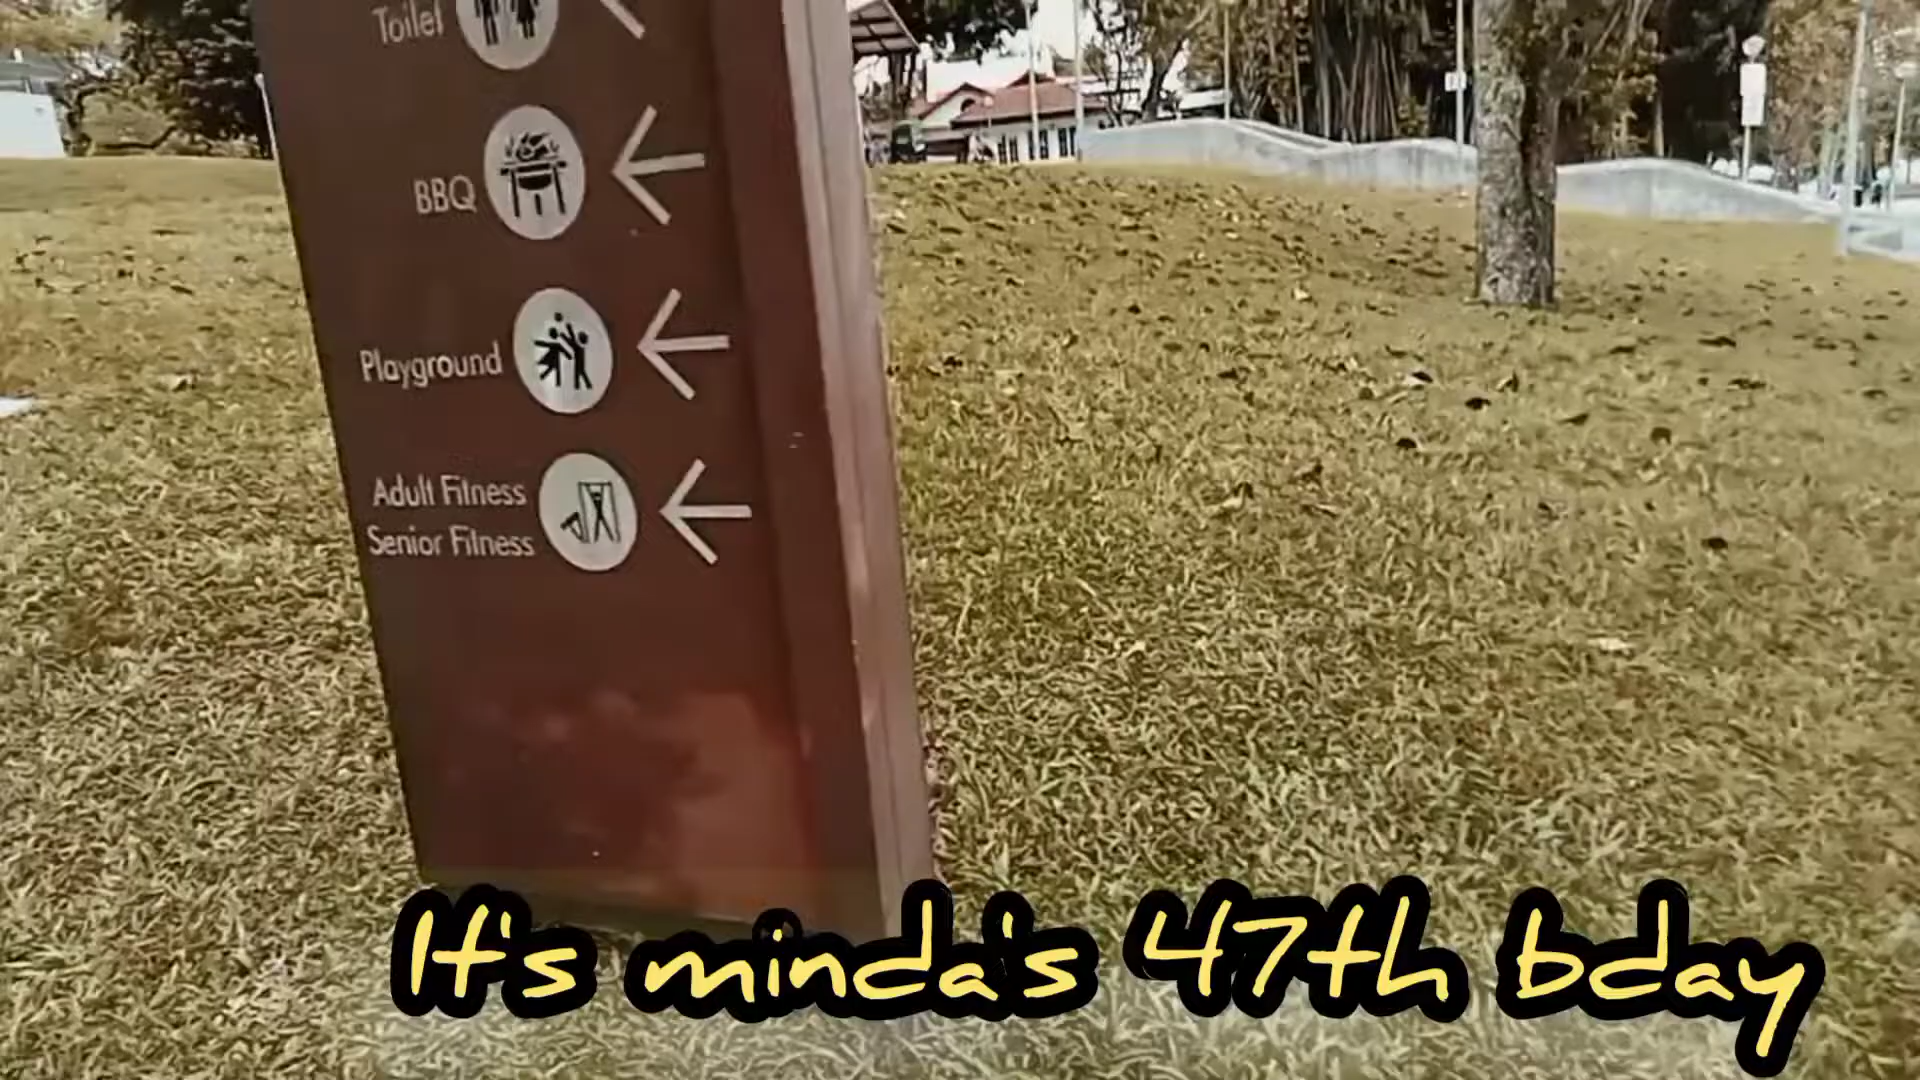 Toilet
BBQ
Playground
Adult Fitness
Senior Fitness
It's minda's 47th bday